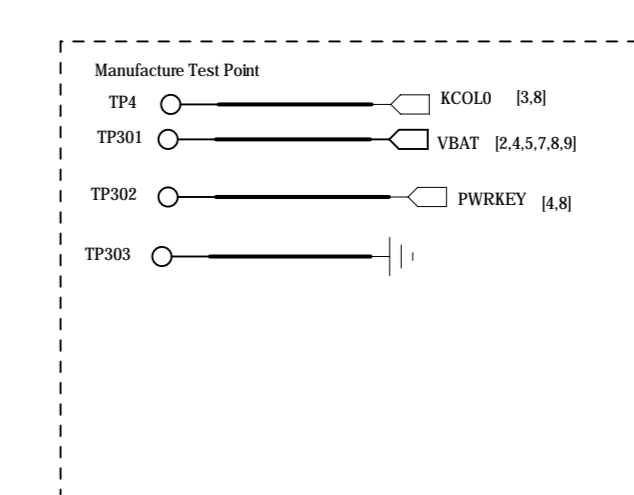 Manufacture Test Point
TP4 KCOL0 [3,8]
TP301 VBAT [2,4,5,7,8,9]
TP302 PWRKEY [4,8]
TP303